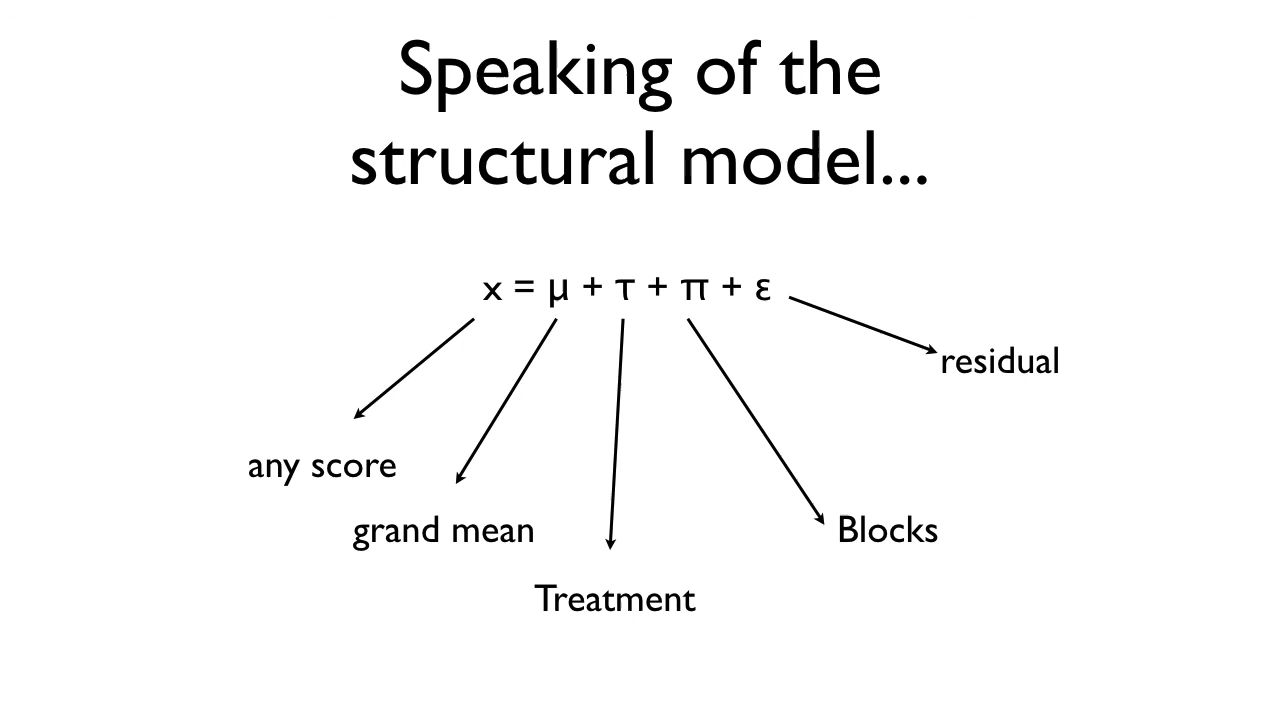 Speaking of the
structural model...
x = μ + τ + π + ε
residual
any score
grand mean
Blocks
Treatment